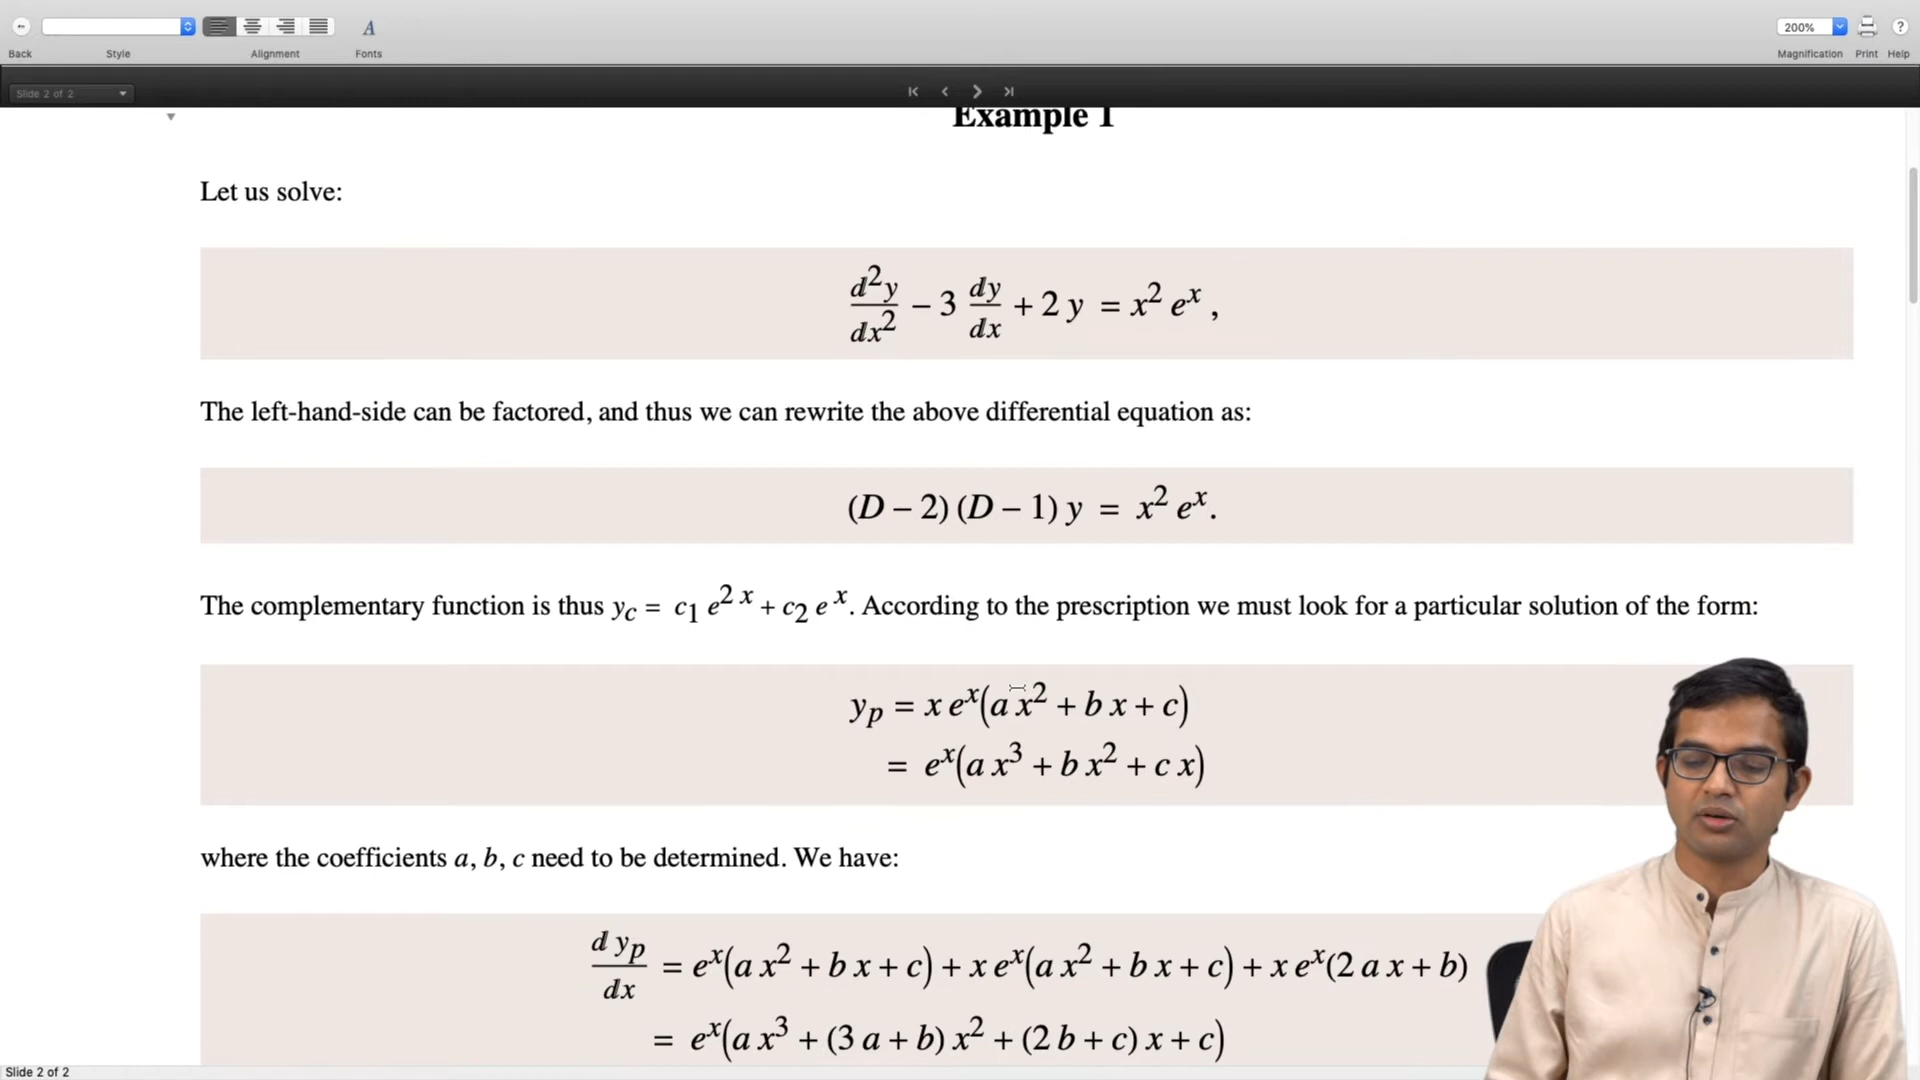 200%
Back Style Alignment Fonts Magnification Print Help
Slide 2 of 2
Example 1
Let us solve:
d²y/dx² − 3 dy/dx + 2 y = x² eˣ ,
The left-hand-side can be factored, and thus we can rewrite the above differential equation as:
(D − 2) (D − 1) y = x² eˣ.
The complementary function is thus y_c = c₁ e^{2 x} + c₂ e^x. According to the prescription we must look for a particular solution of the form:
y_p = x eˣ(a x² + b x + c)
= eˣ(a x³ + b x² + c x)
where the coefficients a, b, c need to be determined. We have:
d y_p/dx = eˣ(a x² + b x + c) + x eˣ(a x² + b x + c) + x eˣ(2 a x + b)
= eˣ(a x³ + (3 a + b) x² + (2 b + c) x + c)
Slide 2 of 2